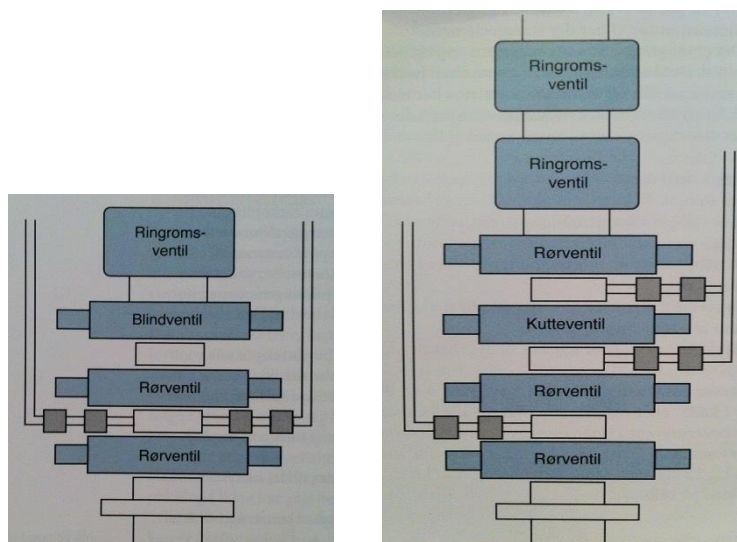 Ringroms-
ventil
Blindventil
Rørventil
Rørventil
Ringroms-
ventil
Ringroms-
ventil
Rørventil
Kutteventil
Rørventil
Rørventil